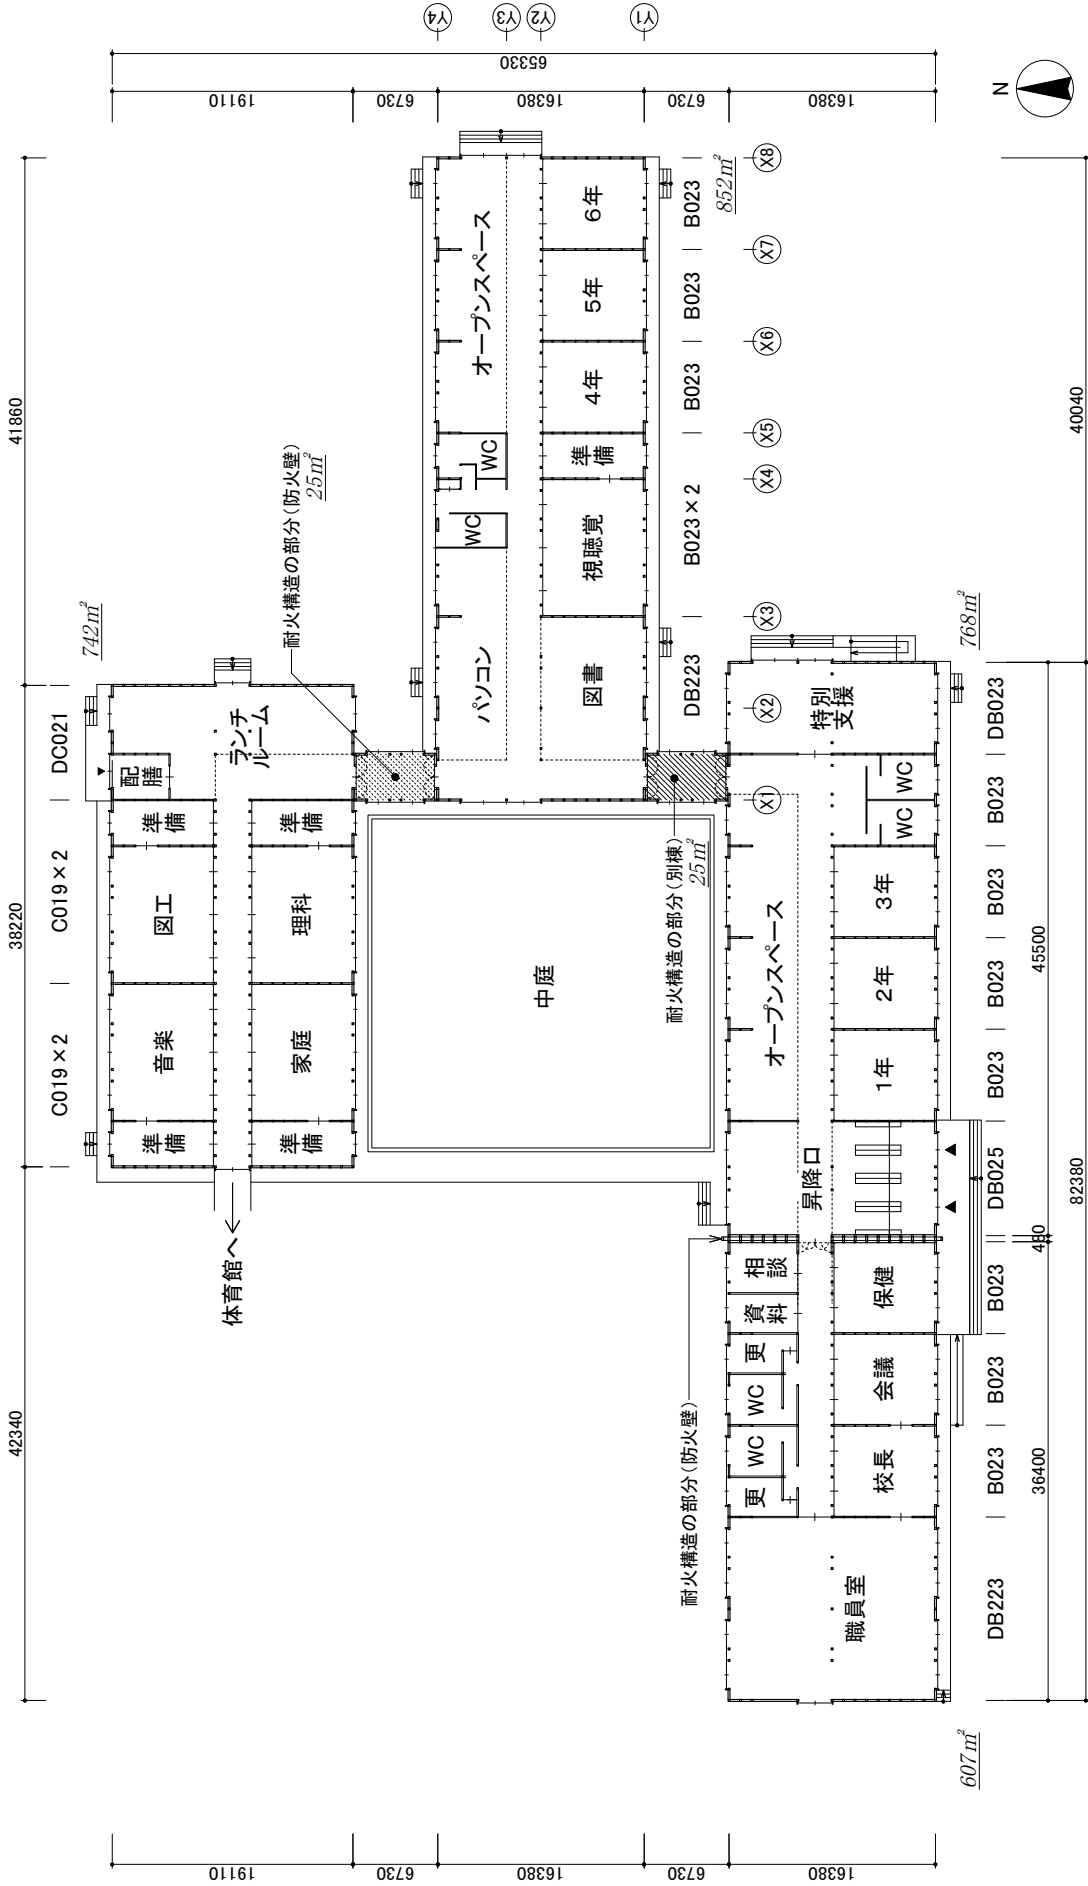 Y4
Y3
Y2
Y1
65330
19110
6730
16380
6730
16380
N
41860
38220
42340
742m²
DC021
C019×2
C019×2
配膳
準備
準備
ランチルーム
図工
理科
音楽
家庭
準備
準備
体育館へ
耐火構造の部分(防火壁)
25m²
オープンスペース
6年
5年
4年
WC
準備
WC
視聴覚
パソコン
図書
852m²
B023
B023
B023
B023×2
DB223
X8
X7
X6
X5
X4
X3
X2
X1
中庭
耐火構造の部分(別棟)
25m²
768m²
特別支援
WC
WC
オープンスペース
3年
2年
1年
昇降口
相談
資料
更
WC
WC
更
保健
会議
校長
職員室
耐火構造の部分(防火壁)
DB023
B023
B023
B023
B023
DB025
B023
B023
B023
DB223
607m²
40040
45500
480
36400
82380
19110
6730
16380
6730
16380